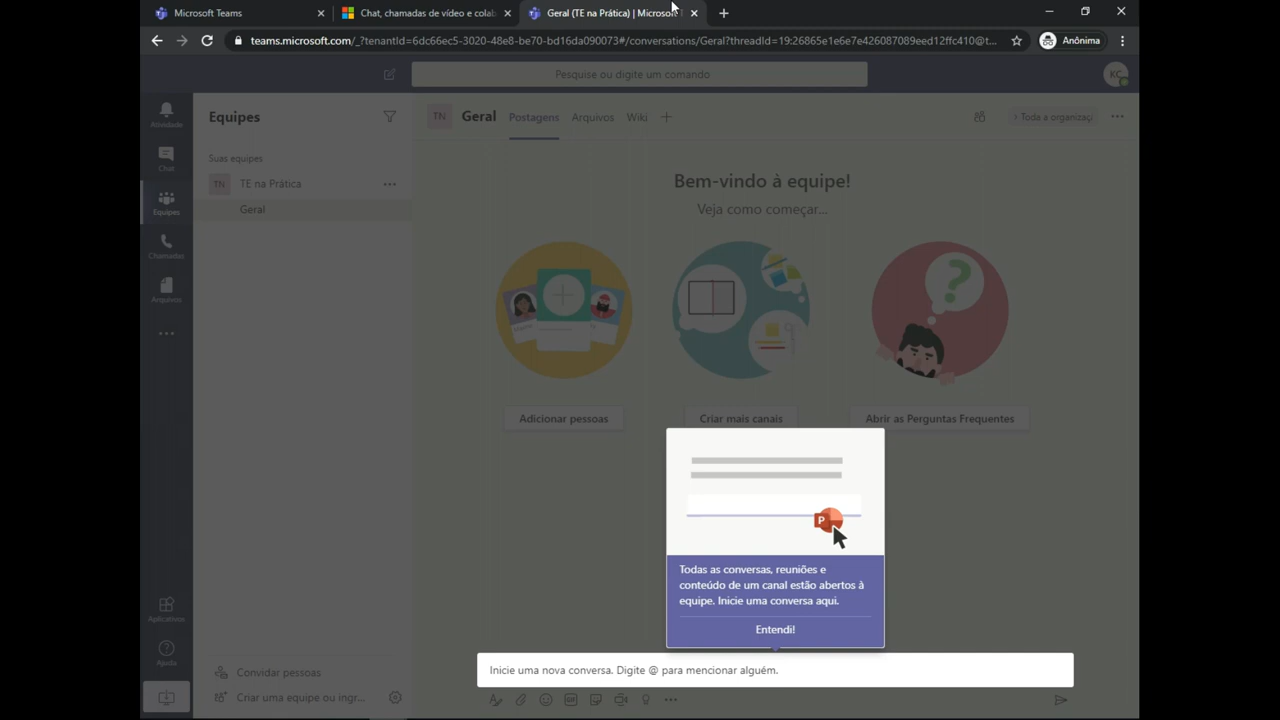 Microsoft Teams
Chat, chamadas de vídeo e colab
Geral (TE na Prática) | Microsoft
teams.microsoft.com/_?tenantId=6dc66ec5-3020-48e8-be70-bd16da090073#/conversations/Geral?threadId=19:26865e1e6e7e426087089eed12ffc410@t...
Anônima
Pesquise ou digite um comando
KC
Atividade
Chat
Equipes
Chamadas
Arquivos
Aplicativos
Ajuda
Equipes
Suas equipes
TN
TE na Prática
Geral
Convidar pessoas
Criar uma equipe ou ingr...
TN
Geral
Postagens
Arquivos
Wiki
Toda a organizaç
Bem-vindo à equipe!
Veja como começar...
Adicionar pessoas
Criar mais canais
Abrir as Perguntas Frequentes
P
Todas as conversas, reuniões e
conteúdo de um canal estão abertos à
equipe. Inicie uma conversa aqui.
Entendi!
Inicie uma nova conversa. Digite @ para mencionar alguém.
GIF